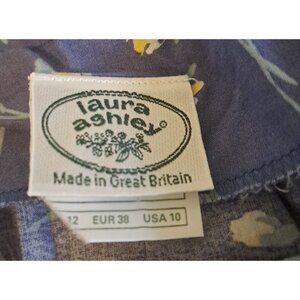 laura
ashley®
Made in Great Britain
12 EUR 38 USA 10